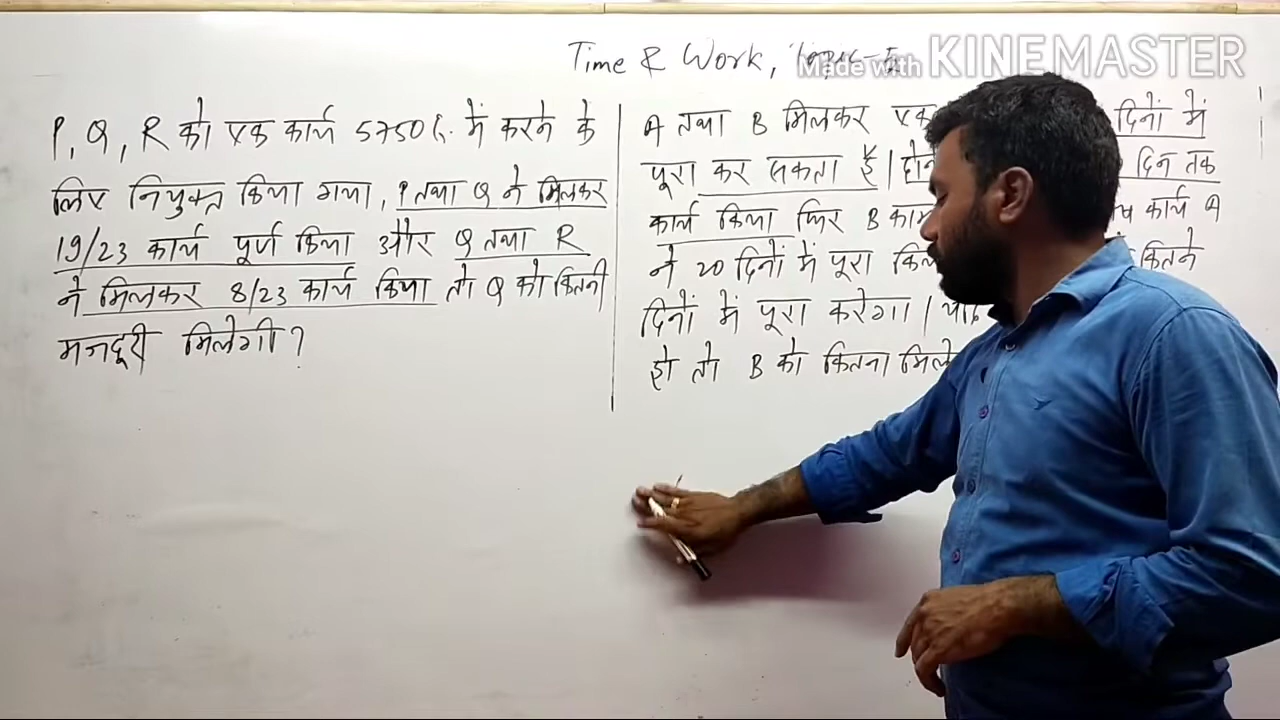 Time & Work,
Made with KINEMASTER
P, Q, R को एक कार्य 5750 रु. में करने के
लिए नियुक्त किया गया, P तथा Q ने मिलकर
19/23 कार्य पूर्ण किया और Q तथा R
ने मिलकर 8/23 कार्य किया तो Q को कितनी
मजदूरी मिलेगी?
A तथा B मिलकर एक दिनों में
पूरा कर सकता है। दिन तक
कार्य किया फिर B कार्य A
ने 20 दिनों में पूरा कितने
दिनों में पूरा करेगा।
हो तो B को कितना